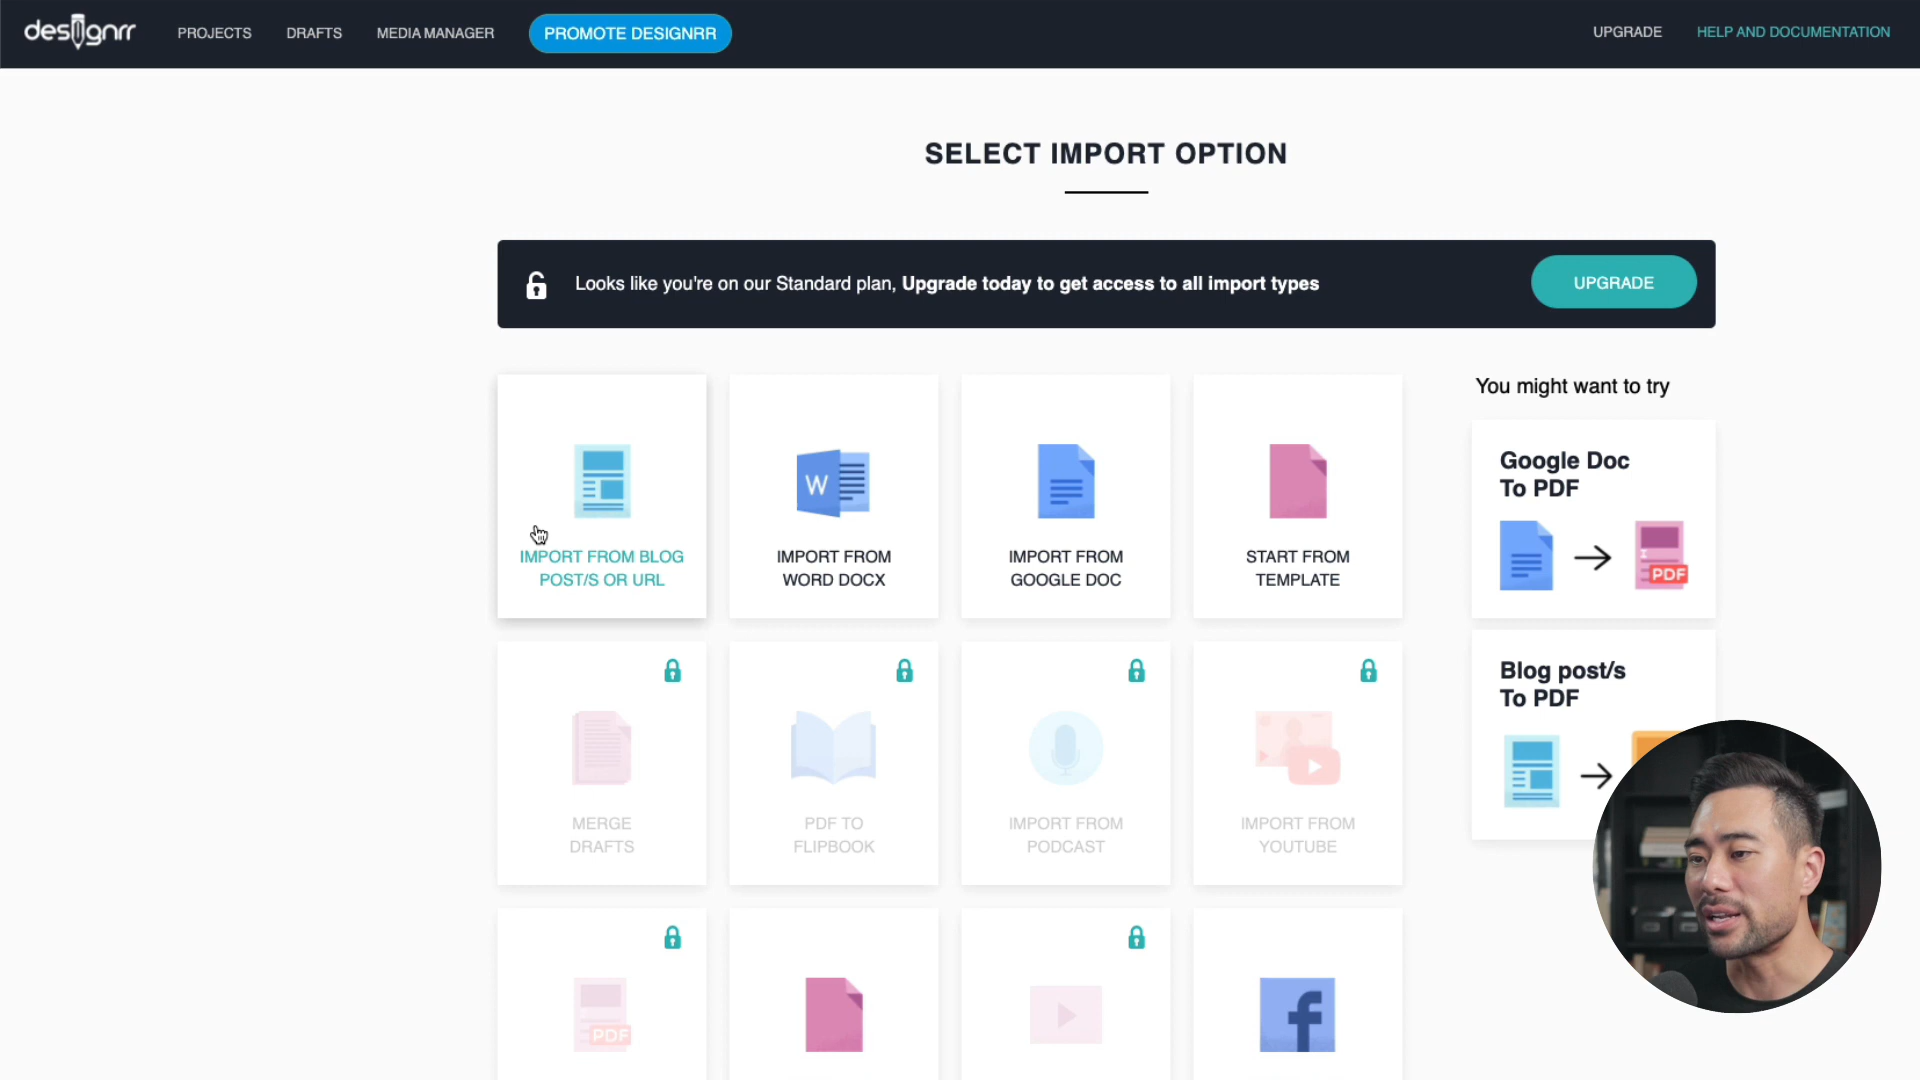 designrr
PROJECTS
DRAFTS
MEDIA MANAGER
PROMOTE DESIGNRR
UPGRADE
HELP AND DOCUMENTATION
SELECT IMPORT OPTION
Looks like you're on our Standard plan, Upgrade today to get access to all import types
UPGRADE
IMPORT FROM BLOG
POST/S OR URL
W
IMPORT FROM
WORD DOCX
IMPORT FROM
GOOGLE DOC
START FROM
TEMPLATE
You might want to try
Google Doc
To PDF
PDF
Blog post/s
To PDF
MERGE
DRAFTS
PDF TO
FLIPBOOK
IMPORT FROM
PODCAST
IMPORT FROM
YOUTUBE
PDF
f